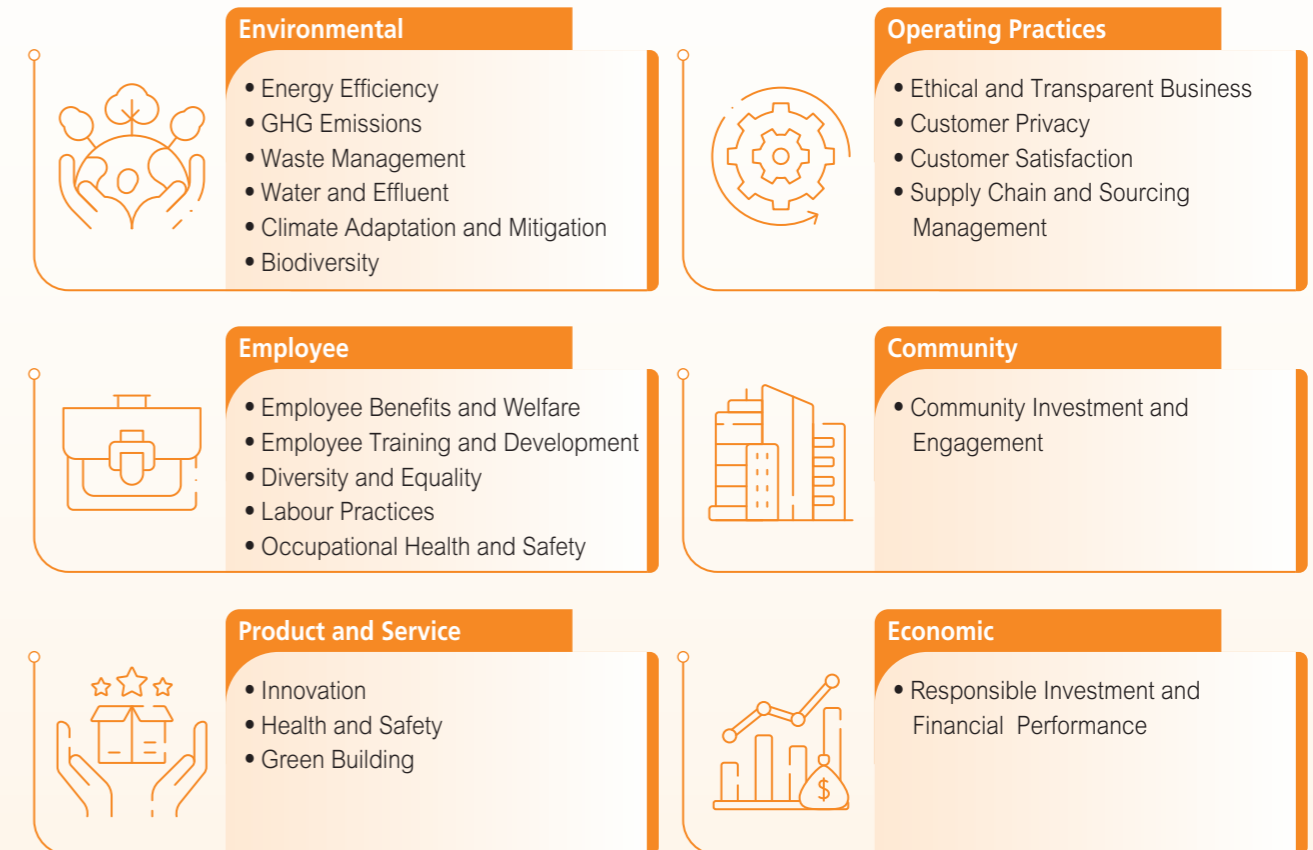 Environmental
• Energy Efficiency
• GHG Emissions
• Waste Management
• Water and Effluent
• Climate Adaptation and Mitigation
• Biodiversity
Operating Practices
• Ethical and Transparent Business
• Customer Privacy
• Customer Satisfaction
• Supply Chain and Sourcing
Management
Employee
• Employee Benefits and Welfare
• Employee Training and Development
• Diversity and Equality
• Labour Practices
• Occupational Health and Safety
Community
• Community Investment and
Engagement
Product and Service
• Innovation
• Health and Safety
• Green Building
Economic
• Responsible Investment and
Financial Performance
$